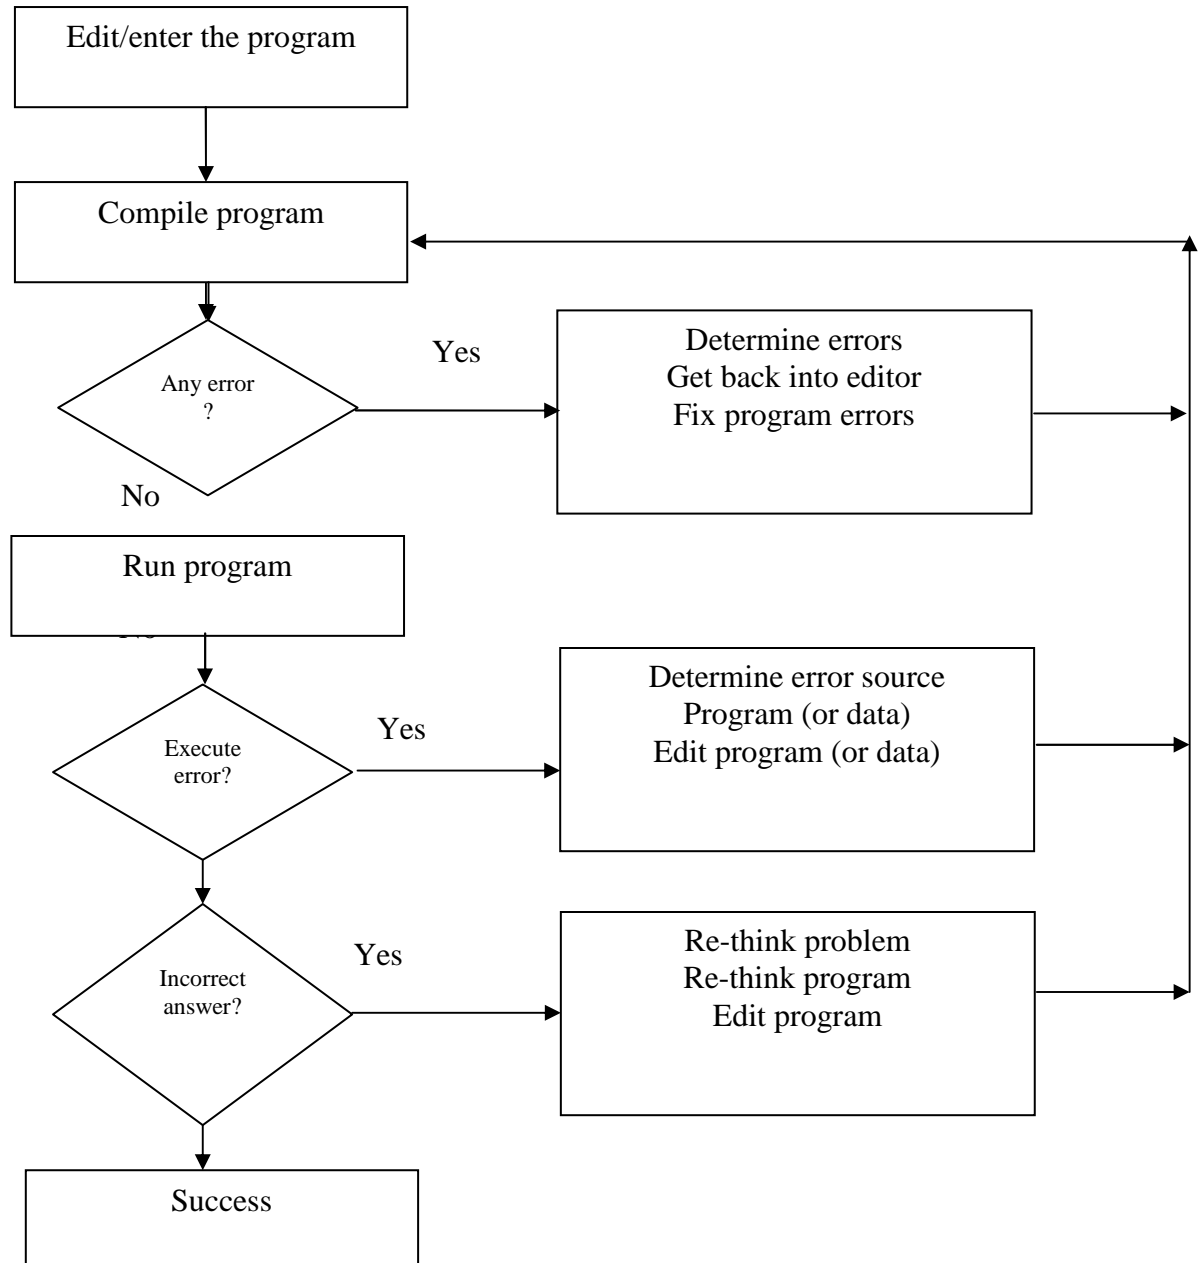 Edit/enter the program
Compile program
Any error
?
Yes
Determine errors
Get back into editor
Fix program errors
No
Run program
Execute
error?
Yes
Determine error source
Program (or data)
Edit program (or data)
Incorrect
answer?
Yes
Re-think problem
Re-think program
Edit program
Success